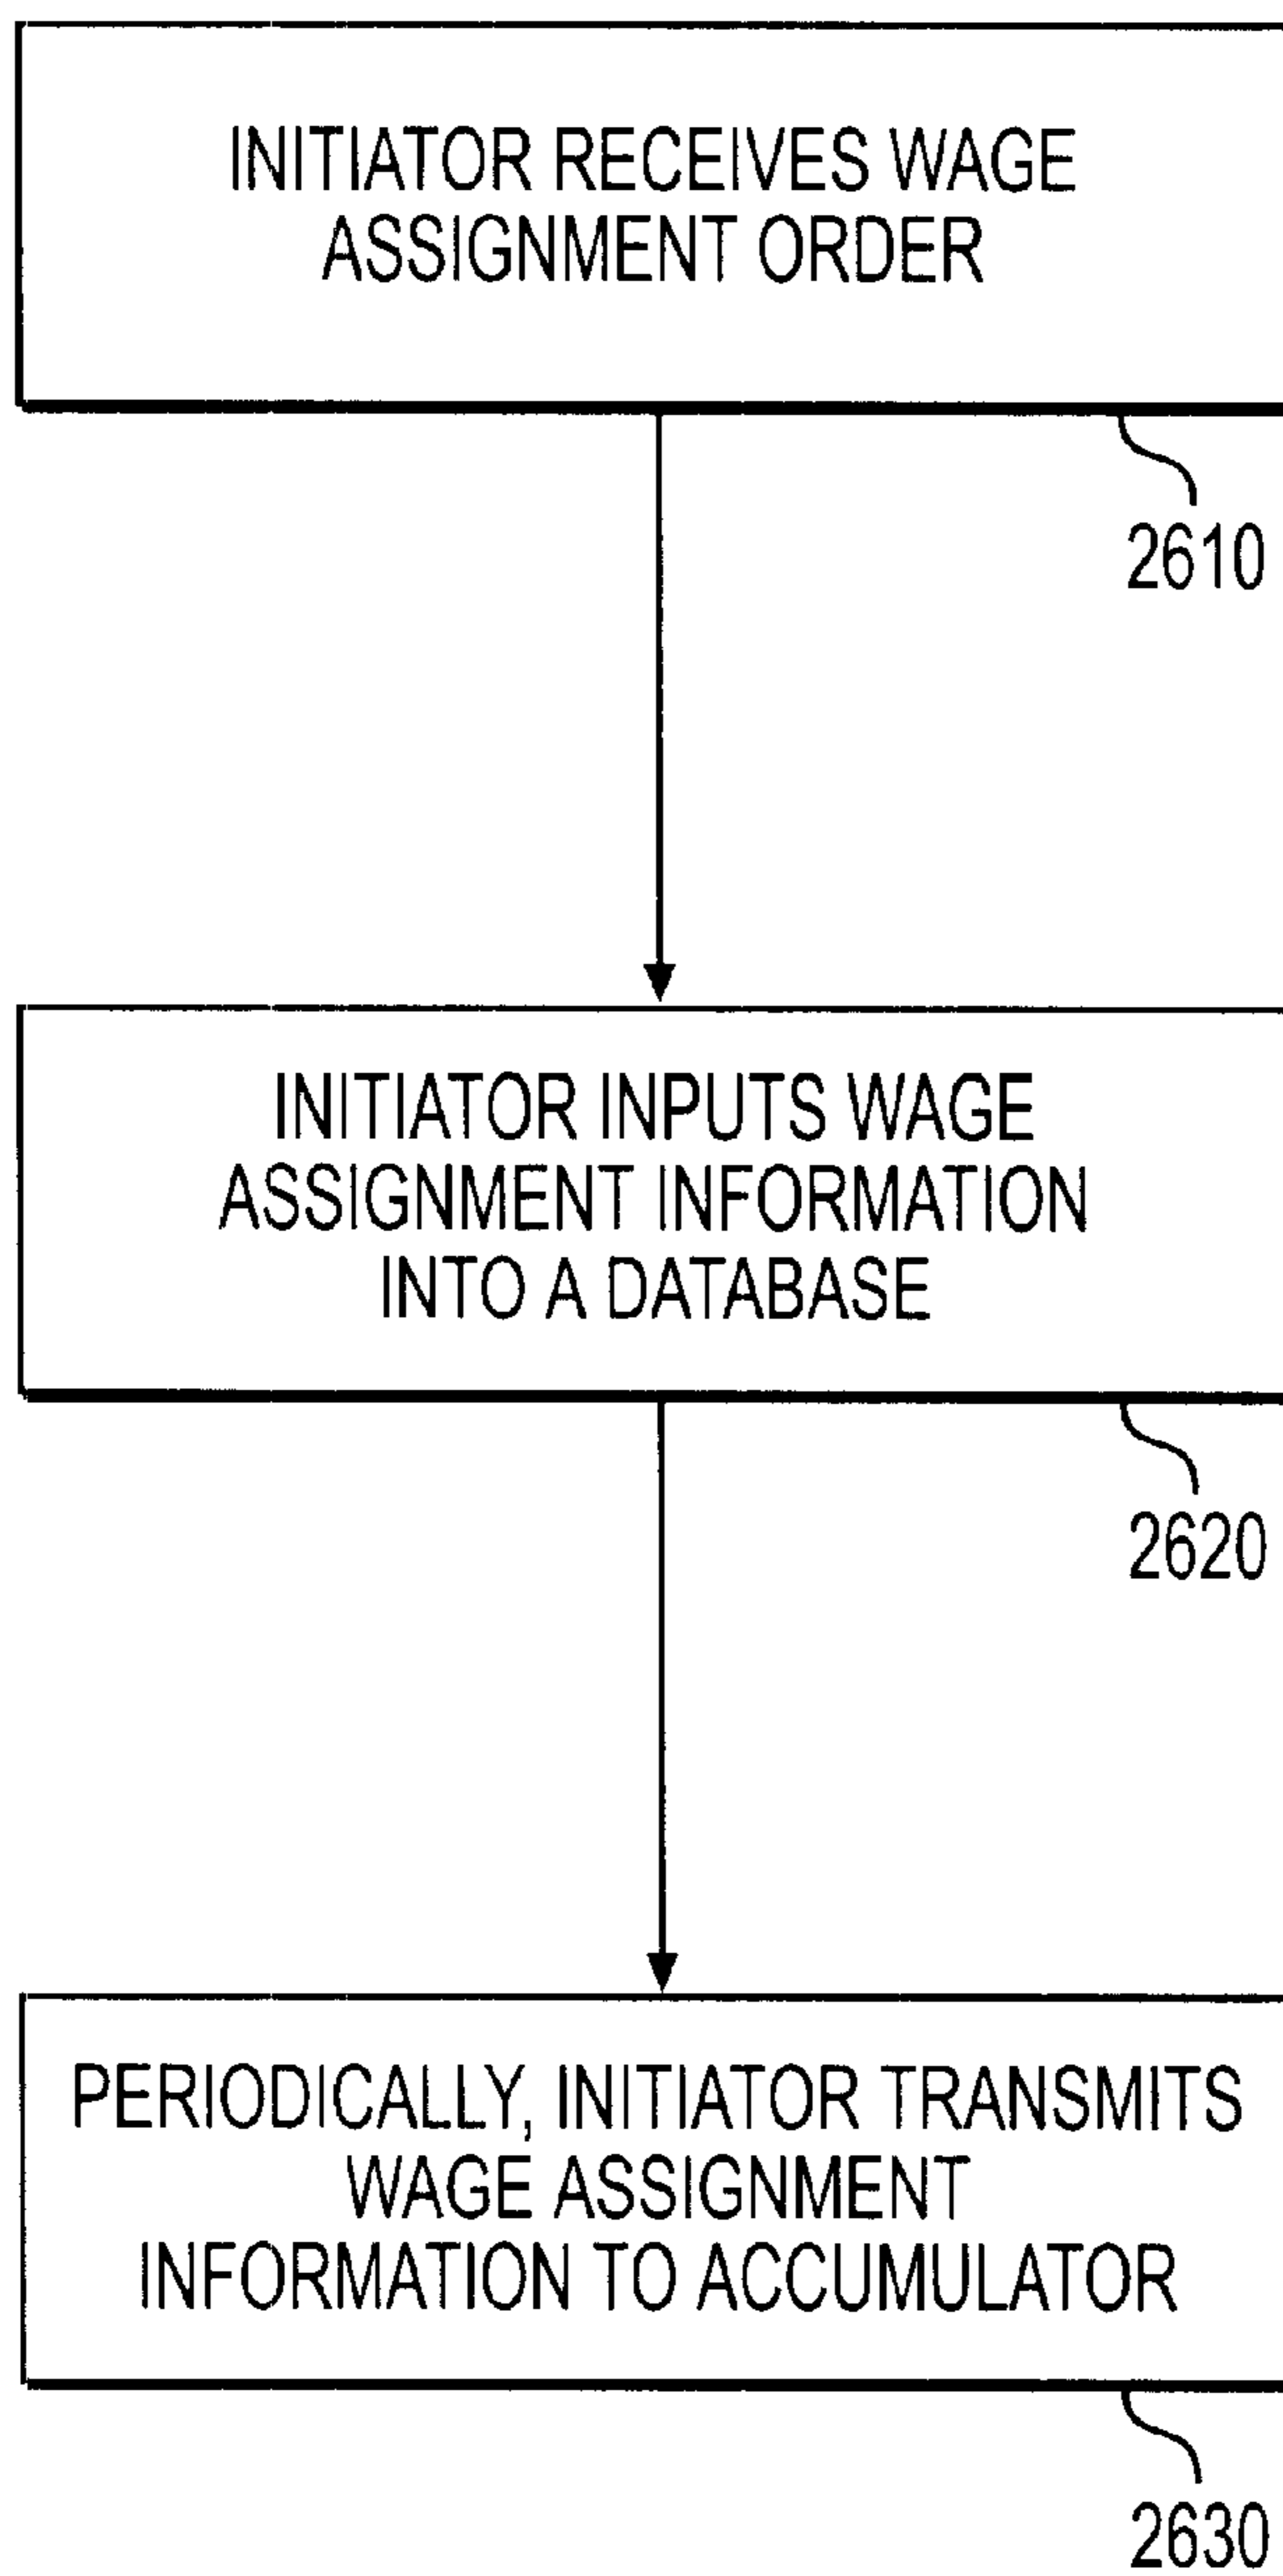 INITIATOR RECEIVES WAGE
ASSIGNMENT ORDER
2610
INITIATOR INPUTS WAGE
ASSIGNMENT INFORMATION
INTO A DATABASE
2620
PERIODICALLY, INITIATOR TRANSMITS
WAGE ASSIGNMENT
INFORMATION TO ACCUMULATOR
2630